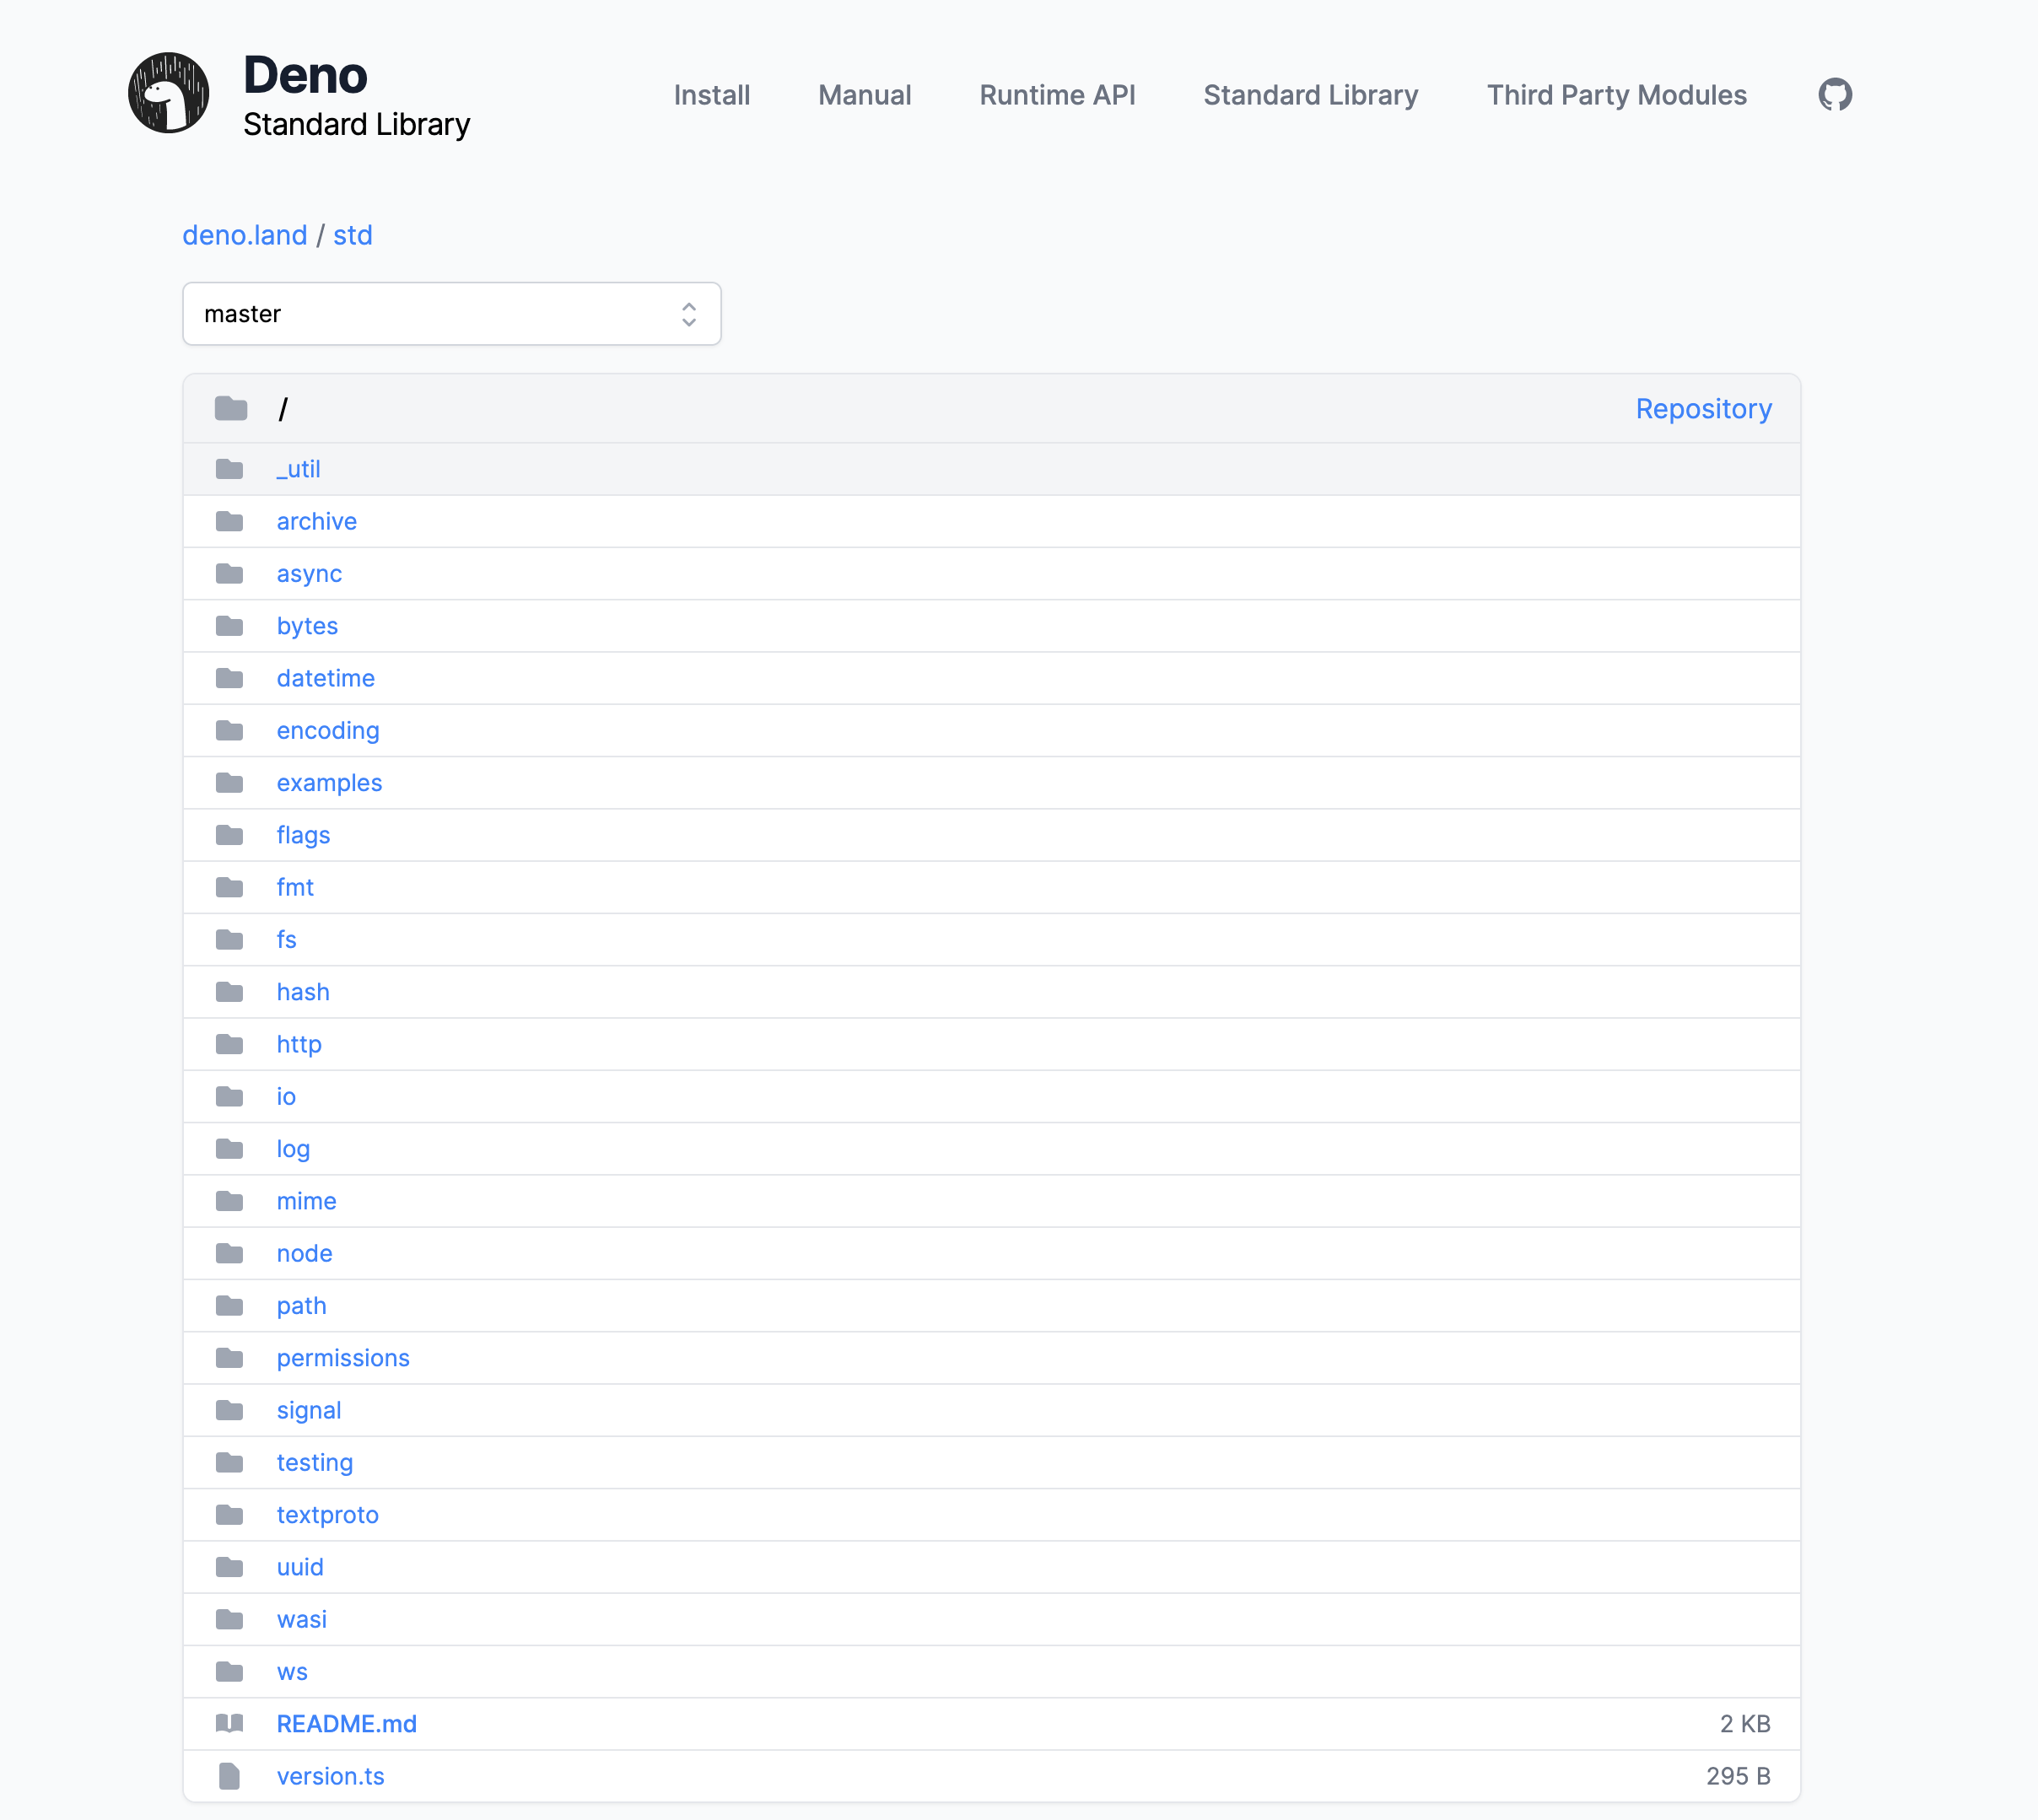 Deno
Standard Library
Install Manual Runtime API Standard Library Third Party Modules
deno.land / std
master
/ Repository
_util
archive
async
bytes
datetime
encoding
examples
flags
fmt
fs
hash
http
io
log
mime
node
path
permissions
signal
testing
textproto
uuid
wasi
ws
README.md 2 KB
version.ts 295 B